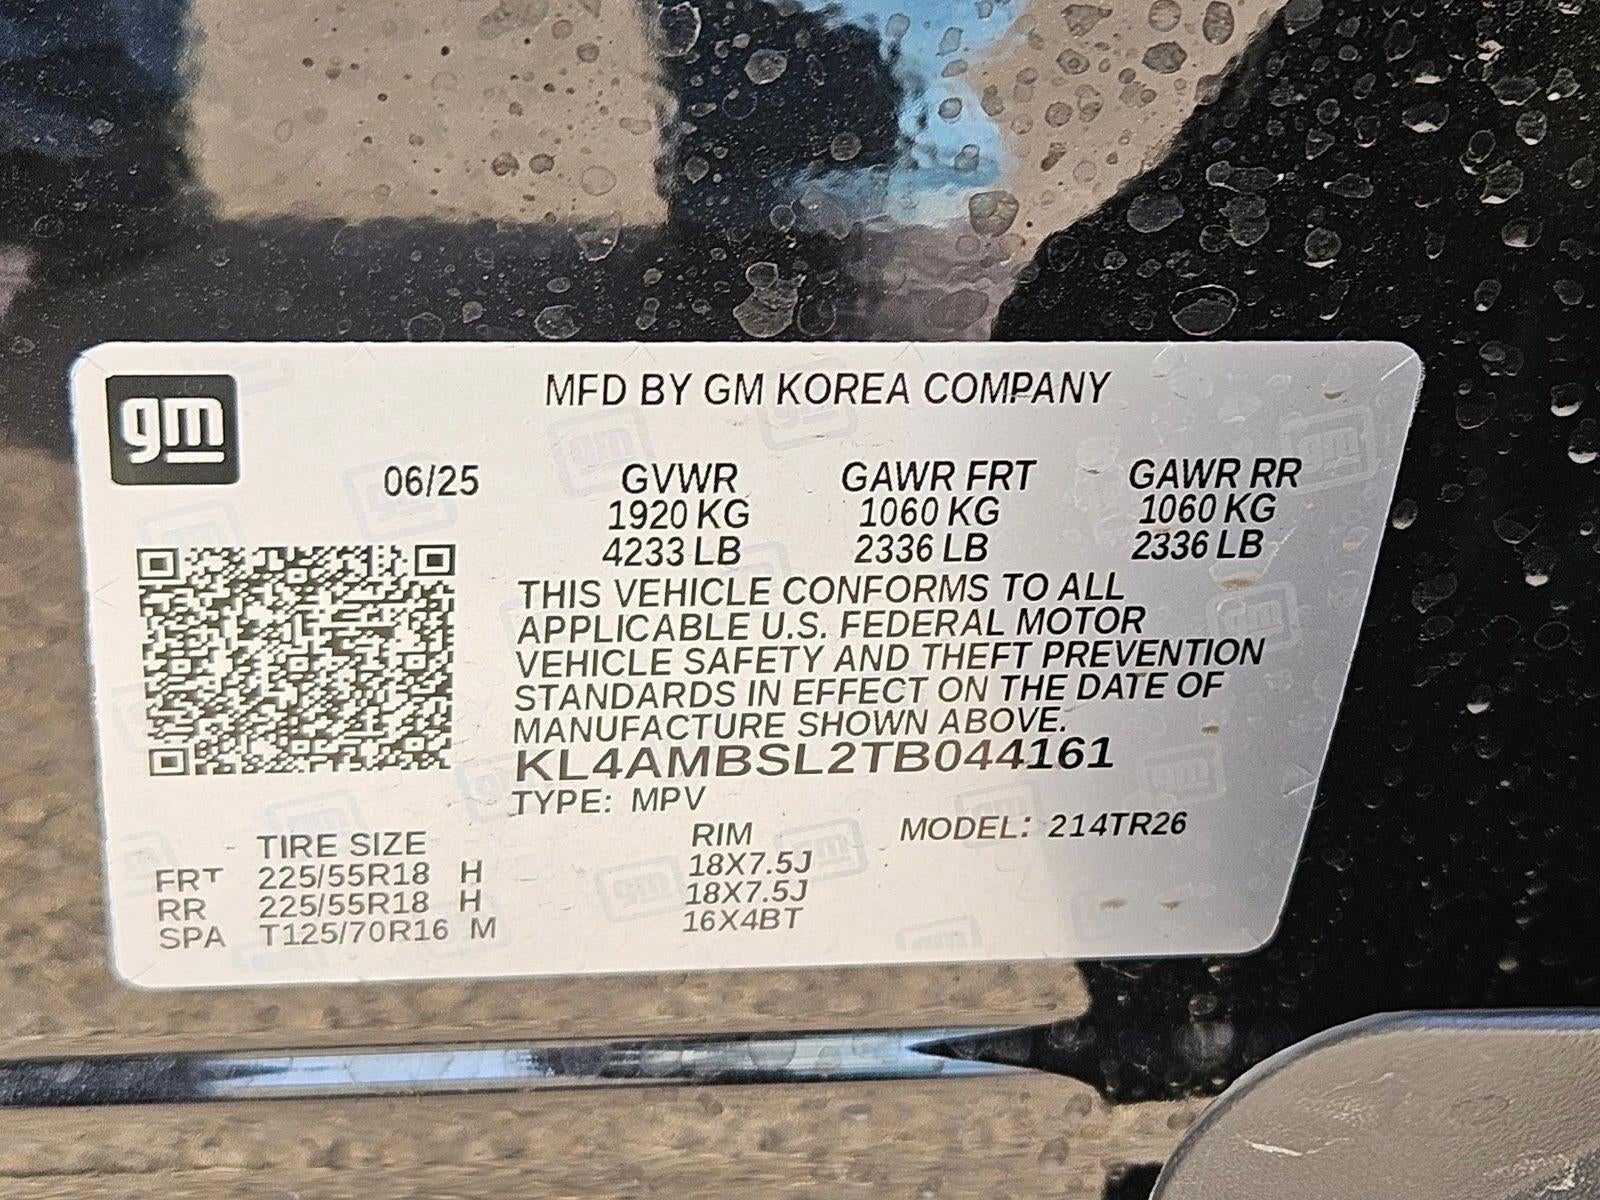 gm
MFD BY GM KOREA COMPANY
06/25 GVWR GAWR FRT GAWR RR
1920 KG 1060 KG 1060 KG
4233 LB 2336 LB 2336 LB
THIS VEHICLE CONFORMS TO ALL
APPLICABLE U.S. FEDERAL MOTOR
VEHICLE SAFETY AND THEFT PREVENTION
STANDARDS IN EFFECT ON THE DATE OF
MANUFACTURE SHOWN ABOVE.
KL4AMBSL2TB044161
TYPE: MPV
TIRE SIZE RIM MODEL: 214TR26
FRT 225/55R18 H 18X7.5J
RR 225/55R18 H 18X7.5J
SPA T125/70R16 M 16X4BT